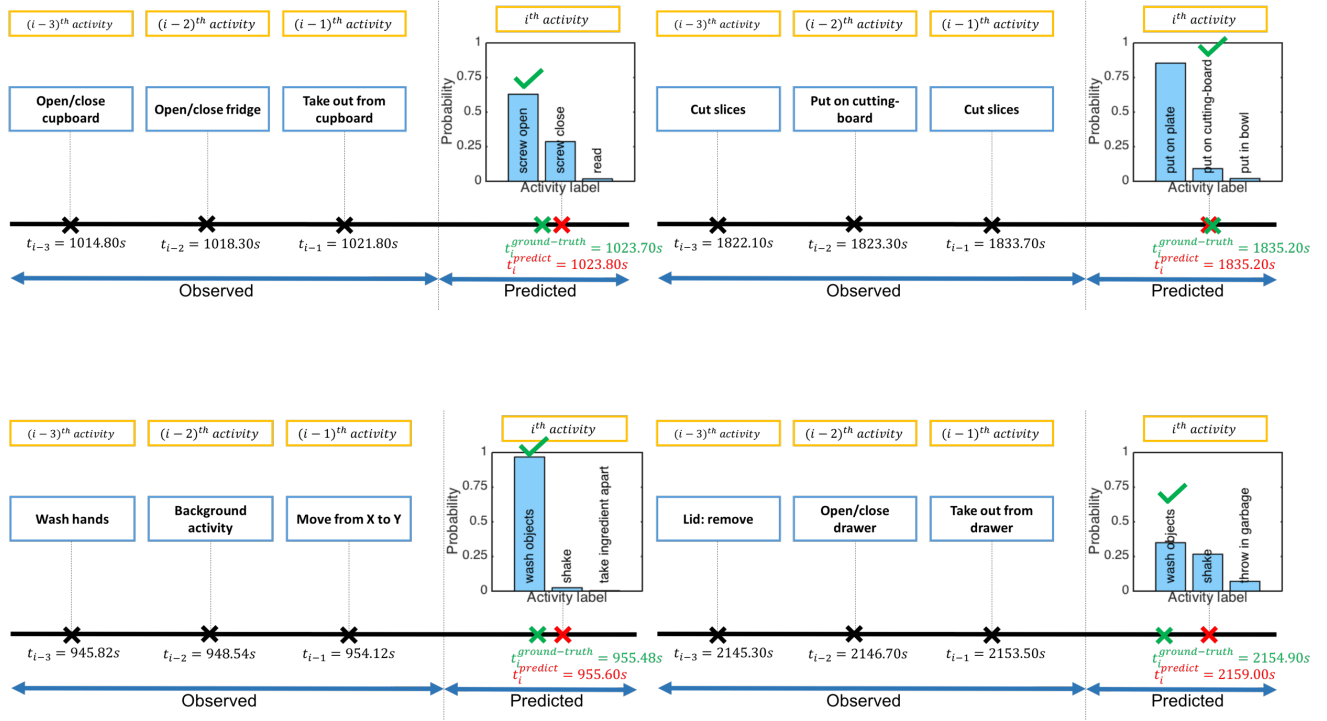 (i − 3)^th activity
(i − 2)^th activity
(i − 1)^th activity
i^th activity
Open/close cupboard
Open/close fridge
Take out from cupboard
Probability
1
0.75
0.25
0
screw open
screw close
read
Activity label
t_{i−3} = 1014.80s
t_{i−2} = 1018.30s
t_{i−1} = 1021.80s
t_i^{ground−truth} = 1023.70s
t_i^{predict} = 1023.80s
Observed
Predicted
(i − 3)^th activity
(i − 2)^th activity
(i − 1)^th activity
i^th activity
Cut slices
Put on cutting-board
Cut slices
Probability
1
0.75
0.5
0.25
0
put on plate
put on cutting-board
put in bowl
Activity label
t_{i−3} = 1822.10s
t_{i−2} = 1823.30s
t_{i−1} = 1833.70s
t_i^{ground−truth} = 1835.20s
t_i^{predict} = 1835.20s
Observed
Predicted
(i − 3)^th activity
(i − 2)^th activity
(i − 1)^th activity
i^th activity
Wash hands
Background activity
Move from X to Y
Probability
1
0.75
0.5
0.25
0
wash objects
shake
take ingredient apart
Activity label
t_{i−3} = 945.82s
t_{i−2} = 948.54s
t_{i−1} = 954.12s
t_i^{ground−truth} = 955.48s
t_i^{predict} = 955.60s
Observed
Predicted
(i − 3)^th activity
(i − 2)^th activity
(i − 1)^th activity
i^th activity
Lid: remove
Open/close drawer
Take out from drawer
Probability
1
0.75
0.5
0.25
0
wash objects
shake
throw in garbage
Activity label
t_{i−3} = 2145.30s
t_{i−2} = 2146.70s
t_{i−1} = 2153.50s
t_i^{ground−truth} = 2154.90s
t_i^{predict} = 2159.00s
Observed
Predicted